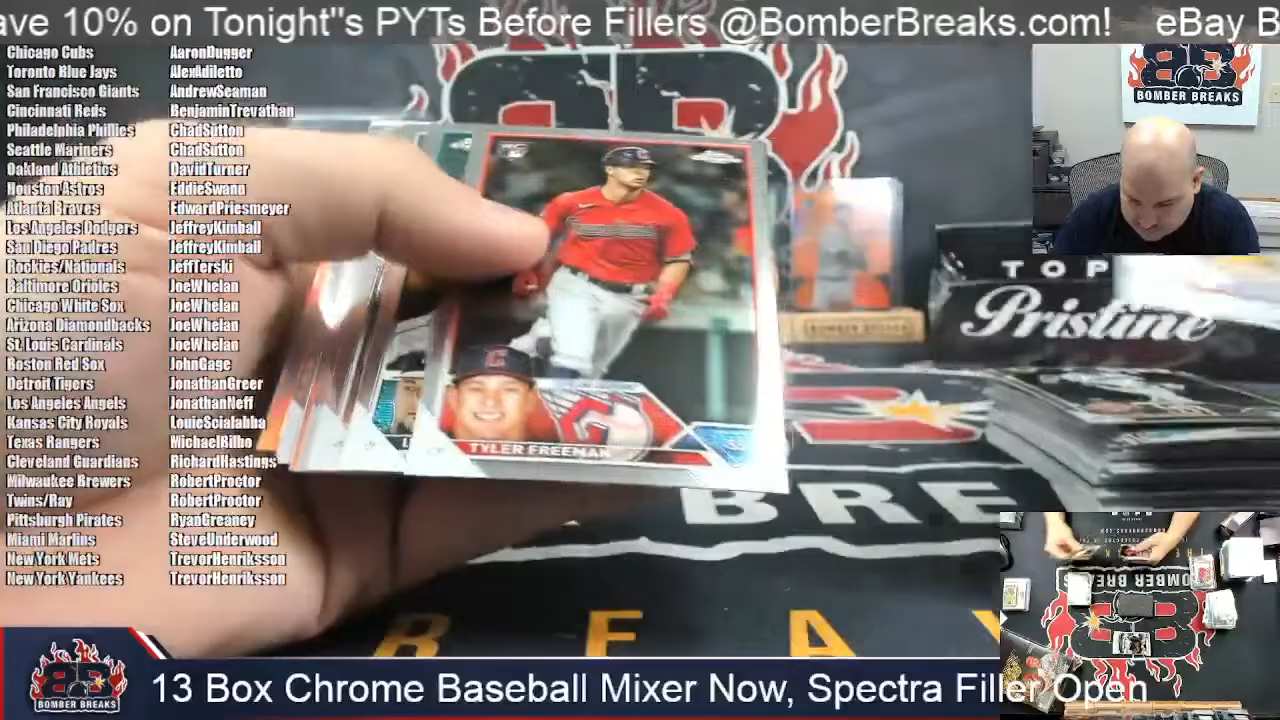 ave 10% on Tonight"s PYTs Before Fillers @BomberBreaks.com! eBay B
Chicago Cubs AaronDugger
Toronto Blue Jays AlexAdiletto
San Francisco Giants AndrewSeaman
Cincinnati Reds BenjaminTrevathan
Philadelphia Phillies ChadSutton
Seattle Mariners ChadSutton
Oakland Athletics DavidTurner
Houston Astros EddieSwann
Atlanta Braves EdwardPriesmeyer
Los Angeles Dodgers JeffreyKimball
San Diego Padres JeffreyKimball
Rockies/Nationals JeffTerski
Baltimore Orioles JoeWhelan
Chicago White Sox JoeWhelan
Arizona Diamondbacks JoeWhelan
St. Louis Cardinals JoeWhelan
Boston Red Sox JohnGage
Detroit Tigers JonathanGreer
Los Angeles Angels JonathanNeff
Kansas City Royals LouieScialabba
Texas Rangers MichaelBilbo
Cleveland Guardians RichardHastings
Milwaukee Brewers RobertProctor
Twins/Ray RobertProctor
Pittsburgh Pirates RyanGreaney
Miami Marlins SteveUnderwood
New York Mets TrevorHenriksson
New York Yankees TrevorHenriksson
BOMBER BREAKS
TOP
Pristine
RC
C
TYLER FREEMAN
BRE
B E A
BOMBER BREAKS
BOMBER BREAKS
13 Box Chrome Baseball Mixer Now, Spectra Filler Open